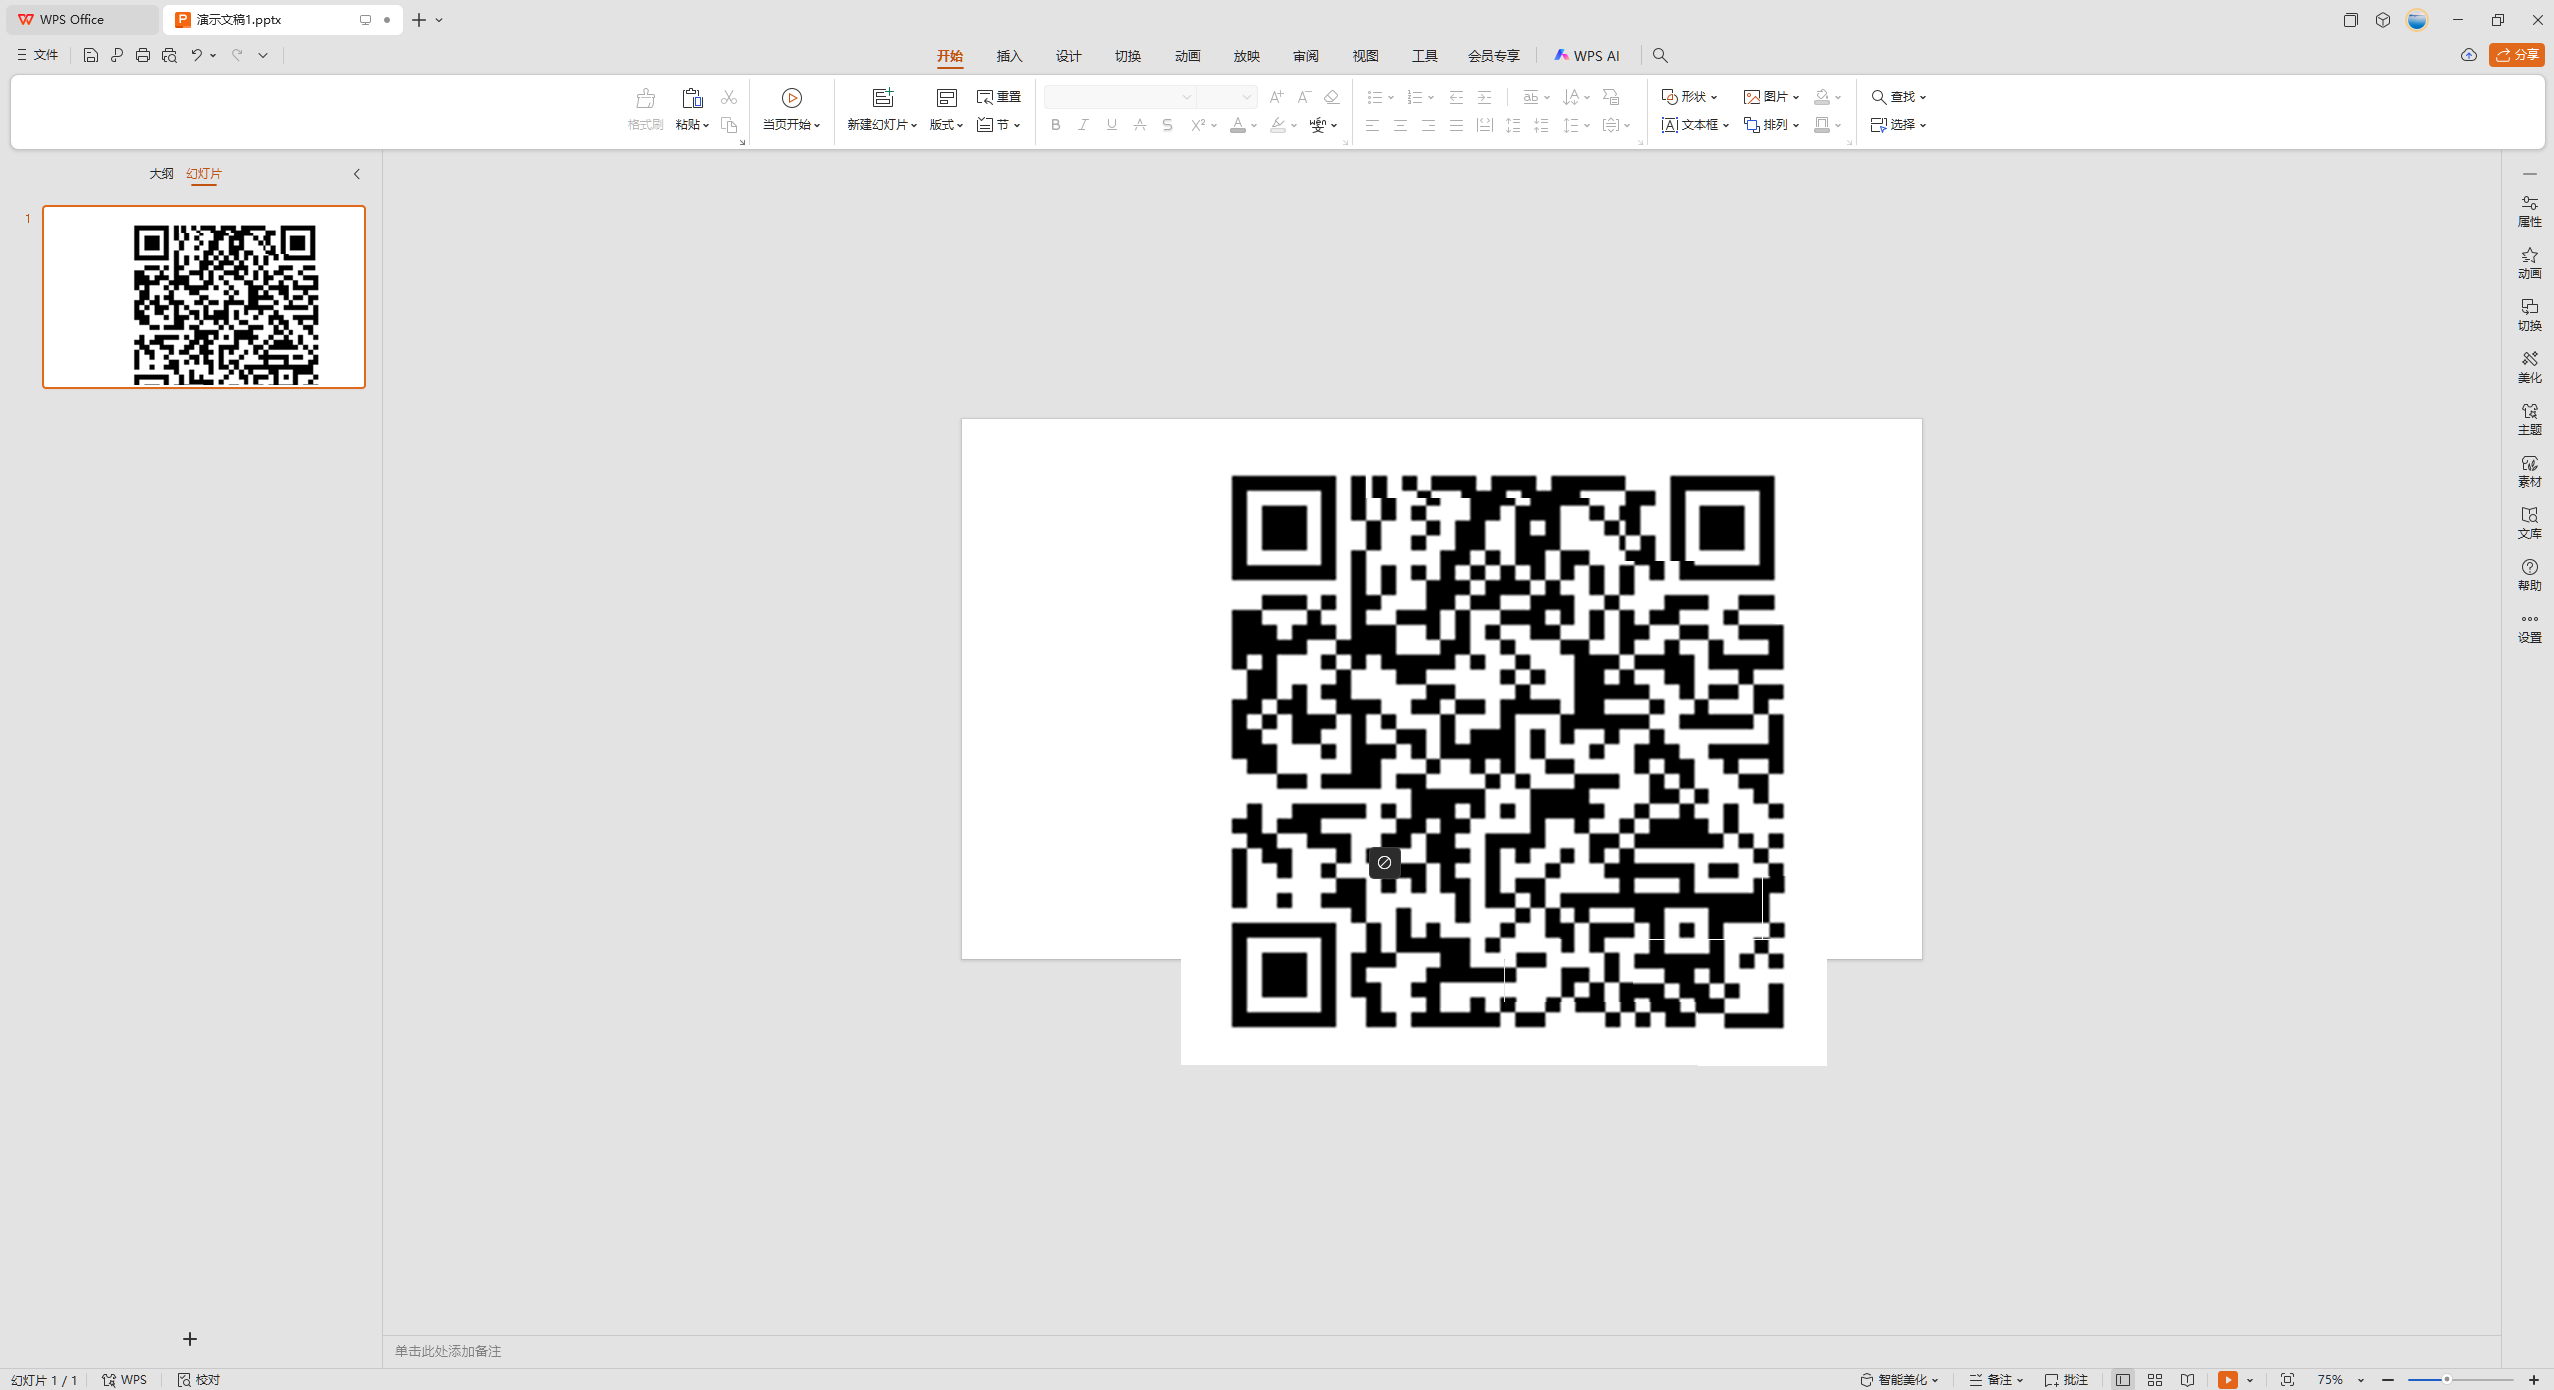 WPS Office
演示文稿1.pptx
文件
开始 插入 设计 切换 动画 放映 审阅 视图 工具 会员专享 WPS AI
分享
格式刷 粘贴 当页开始 新建幻灯片 版式 重置 节
B I U A S X² A wén 变
ab A
形状 文本框 图片 排列 查找 选择
大纲 幻灯片
1
属性
动画
切换
美化
主题
素材
文库
帮助
设置
单击此处添加备注
幻灯片 1 / 1 WPS 校对 智能美化 备注 批注 75%